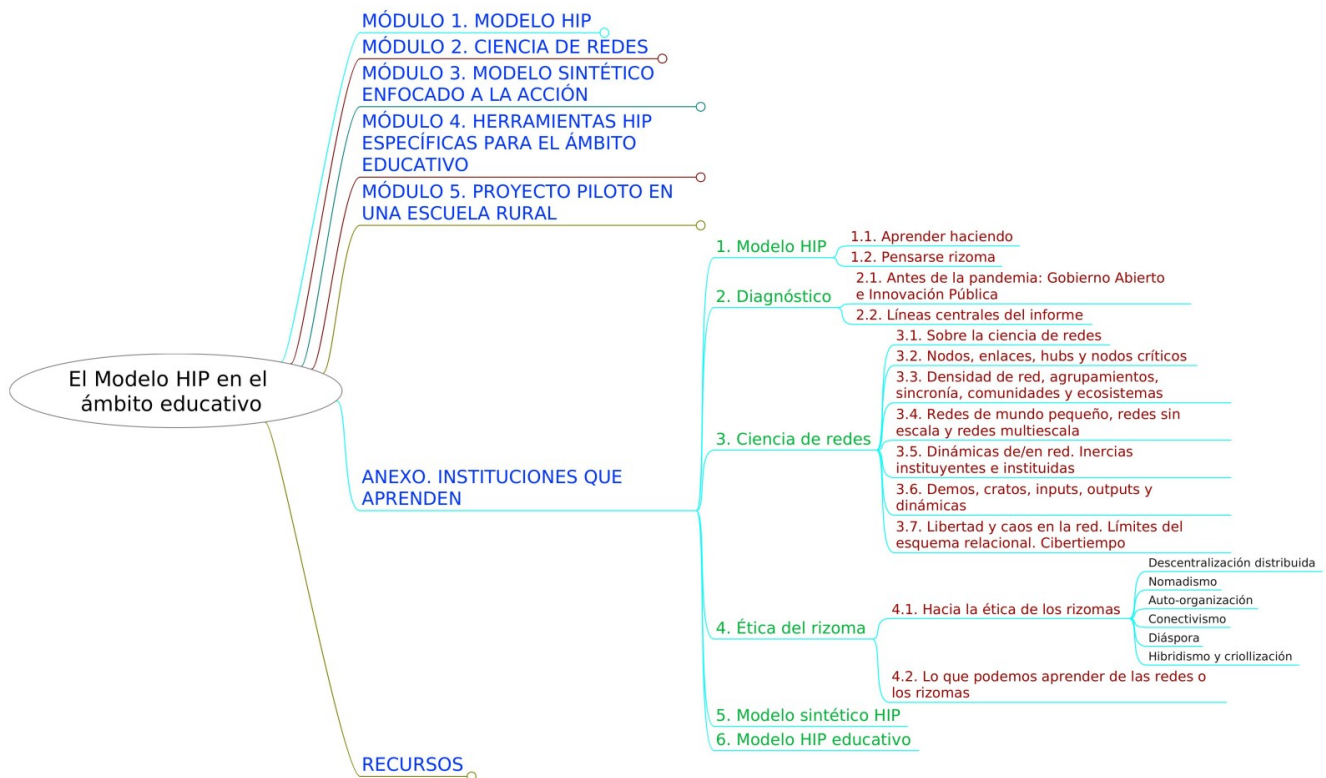 El Modelo HIP en el
ámbito educativo
MÓDULO 1. MODELO HIP
MÓDULO 2. CIENCIA DE REDES
MÓDULO 3. MODELO SINTÉTICO
ENFOCADO A LA ACCIÓN
MÓDULO 4. HERRAMIENTAS HIP
ESPECÍFICAS PARA EL ÁMBITO
EDUCATIVO
MÓDULO 5. PROYECTO PILOTO EN
UNA ESCUELA RURAL
ANEXO. INSTITUCIONES QUE
APRENDEN
1. Modelo HIP
1.1. Aprender haciendo
1.2. Pensarse rizoma
2. Diagnóstico
2.1. Antes de la pandemia: Gobierno Abierto
e Innovación Pública
2.2. Líneas centrales del informe
3. Ciencia de redes
3.1. Sobre la ciencia de redes
3.2. Nodos, enlaces, hubs y nodos críticos
3.3. Densidad de red, agrupamientos,
sincronía, comunidades y ecosistemas
3.4. Redes de mundo pequeño, redes sin
escala y redes multiescala
3.5. Dinámicas de/en red. Inercias
instituyentes e instituidas
3.6. Demos, cratos, inputs, outputs y
dinámicas
3.7. Libertad y caos en la red. Límites del
esquema relacional. Cibertiempo
4. Ética del rizoma
4.1. Hacia la ética de los rizomas
Descentralización distribuida
Nomadismo
Auto-organización
Conectivismo
Diáspora
Hibridismo y criollización
4.2. Lo que podemos aprender de las redes o
los rizomas
5. Modelo sintético HIP
6. Modelo HIP educativo
RECURSOS